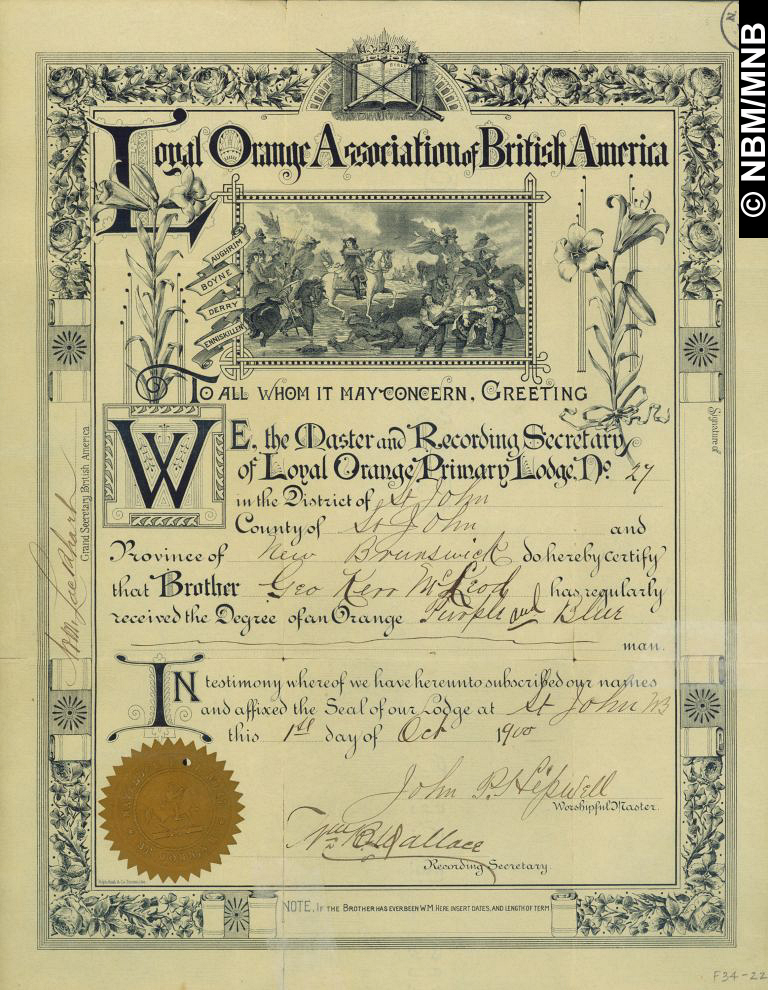 HOLY BIBLE
Loyal Orange Association of British America
AUGHRIM
BOYNE
DERRY
ENNISKILLEN
TO ALL WHOM IT MAY CONCERN, GREETING
WE, the Master and Recording Secretary
of Loyal Orange Primary Lodge, No. 27
in the District of St John
County of St John and
Province of New Brunswick do hereby certify
that Brother Geo Kerr McLeod has regularly
received the Degree of an Orange Purple and Blue
man.
IN testimony whereof we have hereunto subscribed our names
and affixed the Seal of our Lodge at St John NB
this 1st day of Oct 1900
John
Worshipful Master.
Wm Wallace
Recording Secretary.
NOTE, IF THE BROTHER HAS EVER BEEN W.M. HERE INSERT DATES, AND LENGTH OF TERM
Wm
Grand Secretary British America
Signature of
F34-22
© NBM/MNB